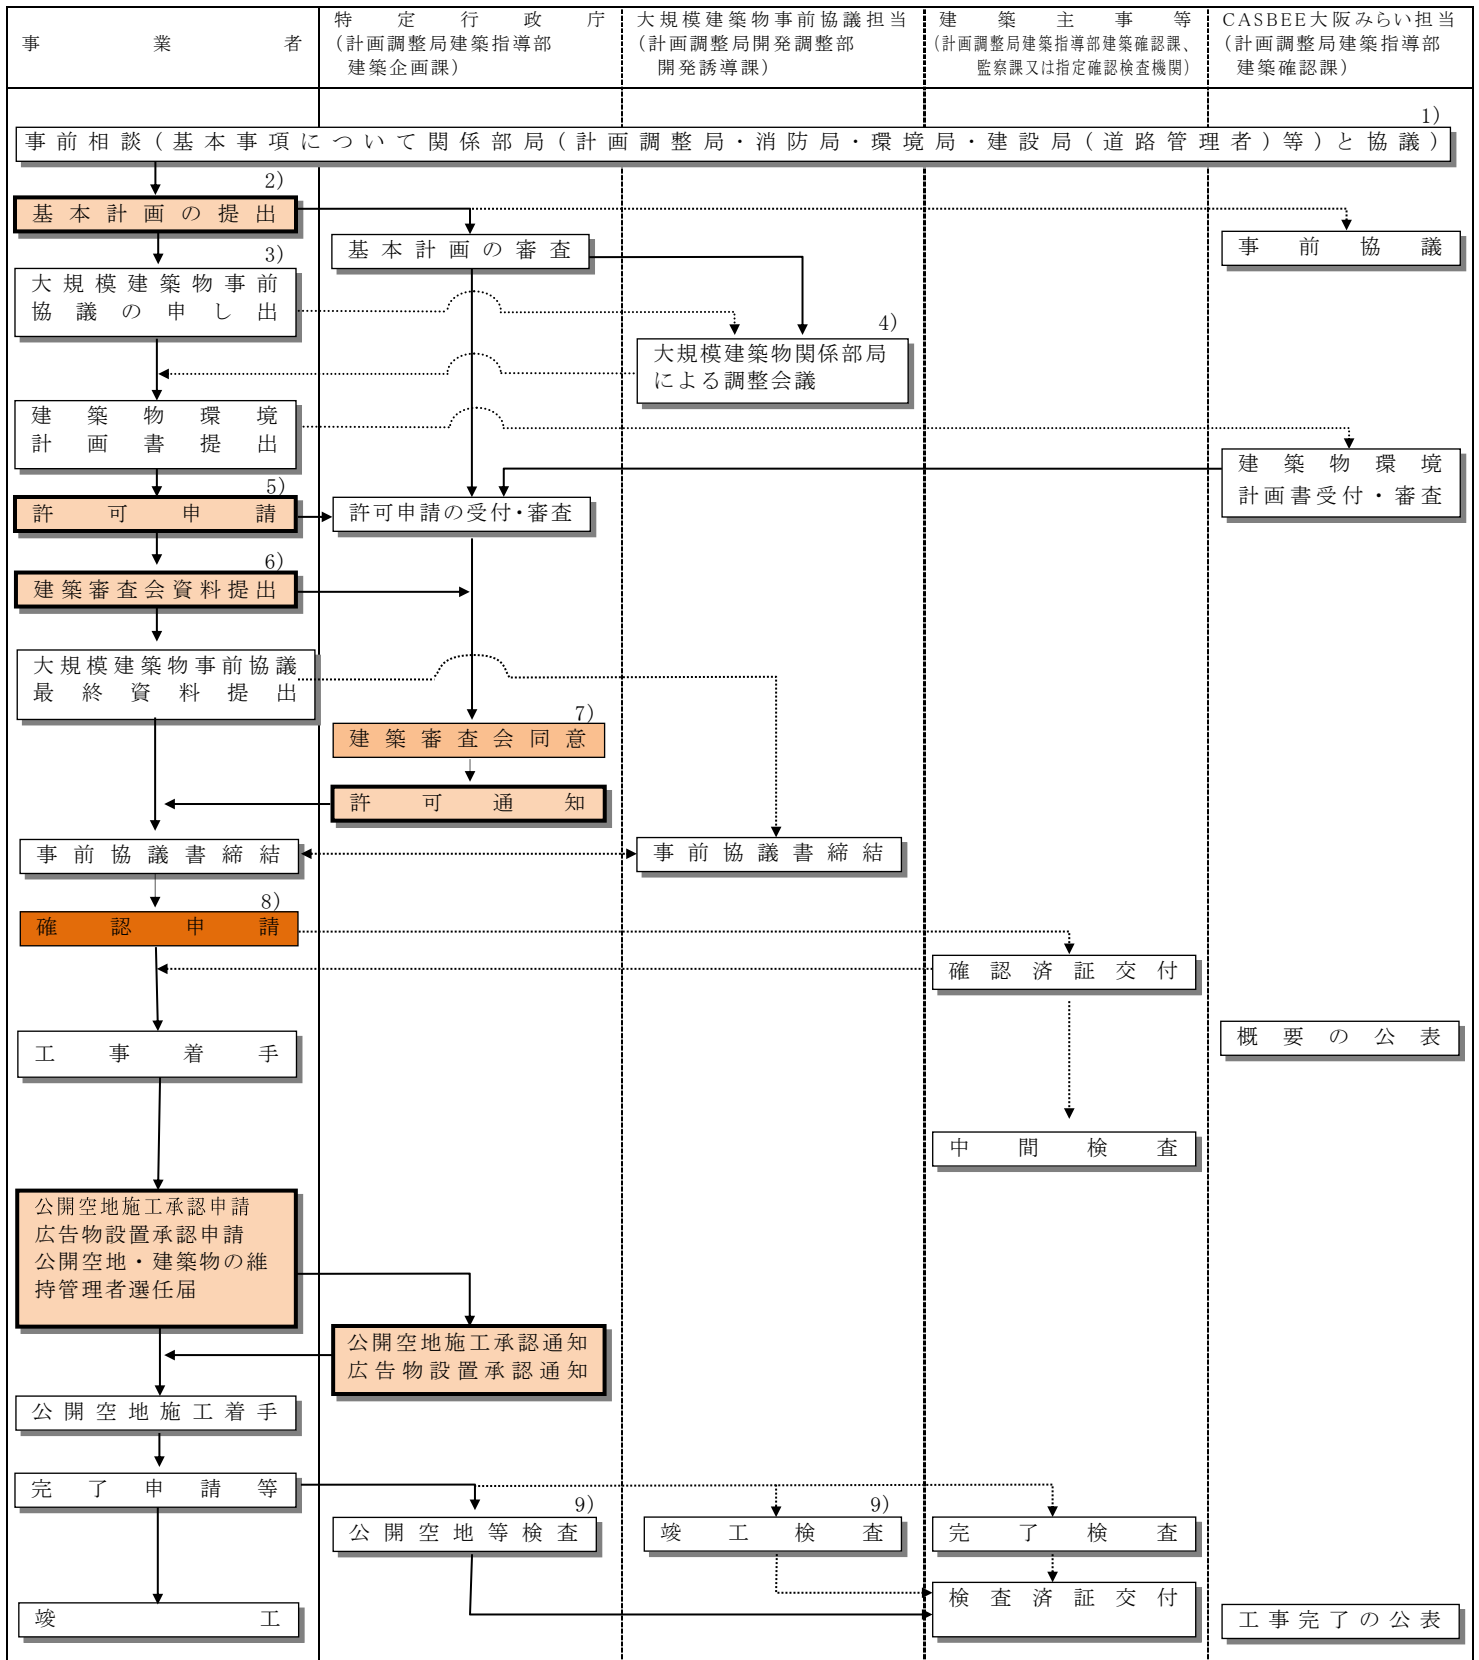 事業者
特定行政庁
(計画調整局建築指導部
建築企画課)
大規模建築物事前協議担当
(計画調整局開発調整部
開発誘導課)
建築主事等
(計画調整局建築指導部建築確認課、
監察課又は指定確認検査機関)
CASBEE大阪みらい担当
(計画調整局建築指導部
建築確認課)
1)
事前相談(基本事項について関係部局(計画調整局・消防局・環境局・建設局(道路管理者)等)と協議)
2)
基本計画の提出
基本計画の審査
事前協議
3)
大規模建築物事前
協議の申し出
4)
大規模建築物関係部局
による調整会議
建築物環境
計画書提出
建築物環境
計画書受付・審査
5)
許可申請
許可申請の受付・審査
6)
建築審査会資料提出
大規模建築物事前協議
最終資料提出
7)
建築審査会同意
許可通知
事前協議書締結
事前協議書締結
8)
確認申請
確認済証交付
工事着手
概要の公表
中間検査
公開空地施工承認申請
広告物設置承認申請
公開空地・建築物の維
持管理者選任届
公開空地施工承認通知
広告物設置承認通知
公開空地施工着手
完了申請等
9)
公開空地等検査
9)
竣工検査
完了検査
検査済証交付
竣工
工事完了の公表